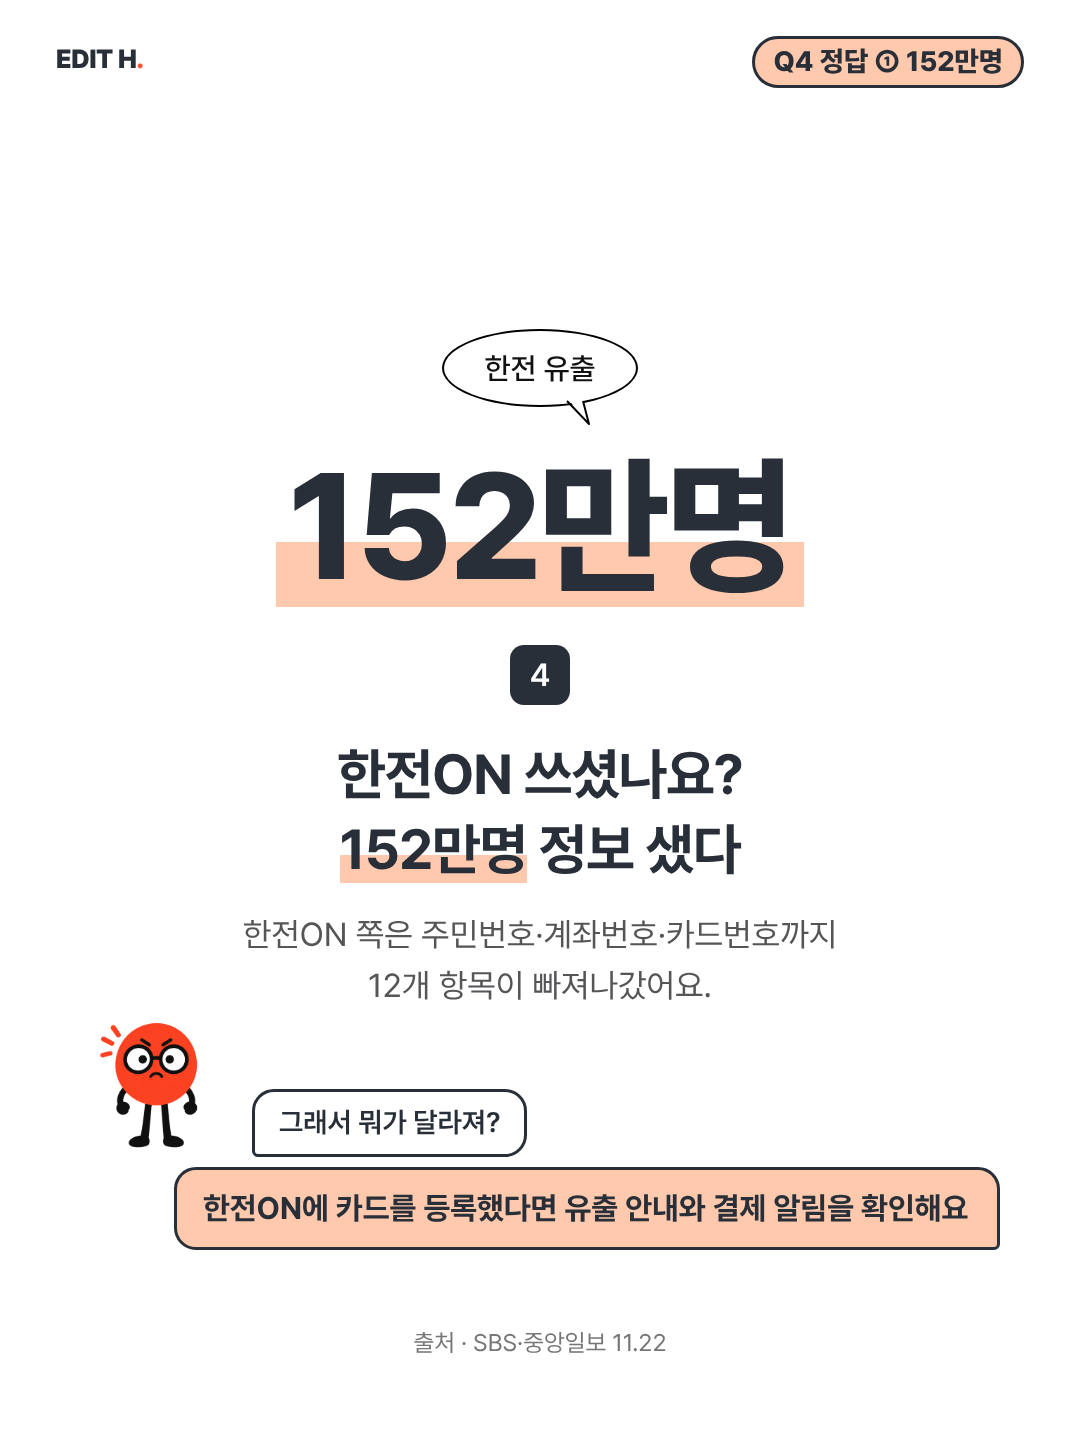 EDIT H.
Q4 정답 ① 152만명
한전 유출
152만명
4
한전ON 쓰셨나요?
152만명 정보 샜다
한전ON 쪽은 주민번호·계좌번호·카드번호까지
12개 항목이 빠져나갔어요.
그래서 뭐가 달라져?
한전ON에 카드를 등록했다면 유출 안내와 결제 알림을 확인해요
출처 · SBS·중앙일보 11.22